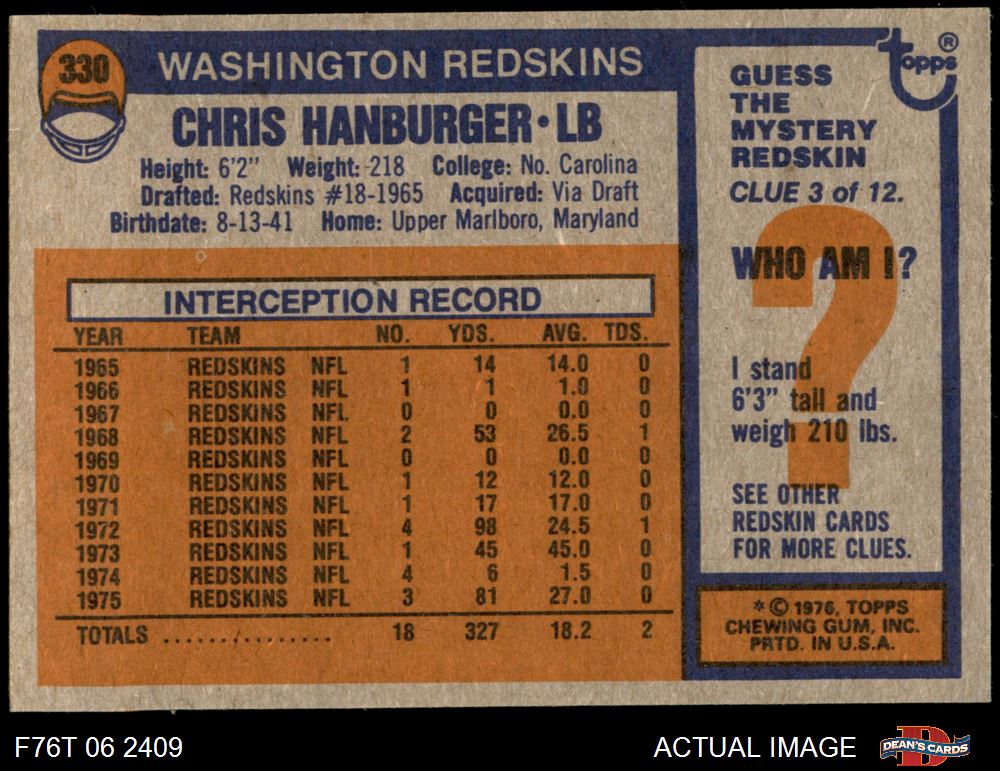 330
WASHINGTON REDSKINS
CHRIS HANBURGER • LB
Height: 6'2" Weight: 218 College: No. Carolina
Drafted: Redskins #18-1965 Acquired: Via Draft
Birthdate: 8-13-41 Home: Upper Marlboro, Maryland
INTERCEPTION RECORD
YEAR TEAM NO. YDS. AVG. TDS.
1965 REDSKINS NFL 1 14 14.0 0
1966 REDSKINS NFL 1 1 1.0 0
1967 REDSKINS NFL 0 0 0.0 0
1968 REDSKINS NFL 2 53 26.5 1
1969 REDSKINS NFL 0 0 0.0 0
1970 REDSKINS NFL 1 12 12.0 0
1971 REDSKINS NFL 1 17 17.0 0
1972 REDSKINS NFL 4 98 24.5 1
1973 REDSKINS NFL 1 45 45.0 0
1974 REDSKINS NFL 4 6 1.5 0
1975 REDSKINS NFL 3 81 27.0 0
TOTALS ................ 18 327 18.2 2
topps ®
GUESS
THE
MYSTERY
REDSKIN
CLUE 3 of 12.
?
WHO AM I?
I stand
6'3" tall and
weigh 210 lbs.
SEE OTHER
REDSKIN CARDS
FOR MORE CLUES.
* © 1976, TOPPS
CHEWING GUM, INC.
PRTD. IN U.S.A.
F76T 06 2409
ACTUAL IMAGE
D
DEAN'S CARDS